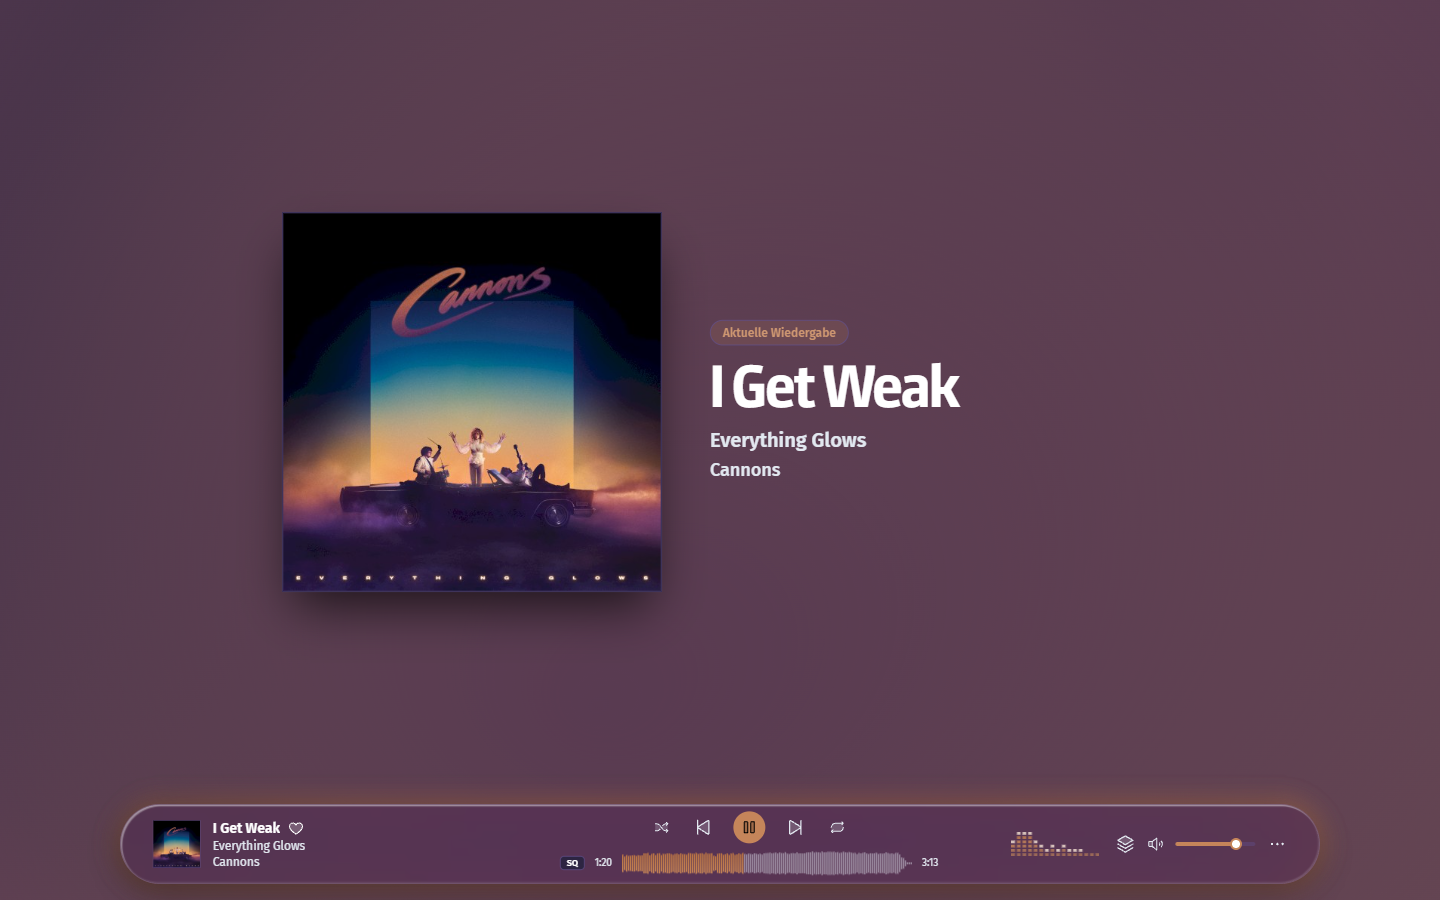 Cannons
EVERYTHING GLOWS
Aktuelle Wiedergabe
I Get Weak
Everything Glows
Cannons
I Get Weak
Everything Glows
Cannons
SQ 1:20 3:13